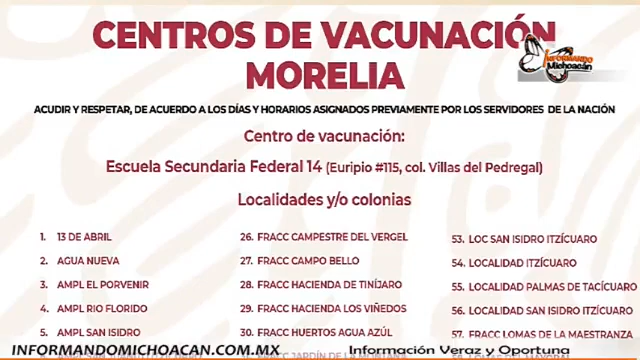 CENTROS DE VACUNACIÓN
MORELIA
INFORMANDO
Michoacán
ACUDIR Y RESPETAR, DE ACUERDO A LOS DÍAS Y HORARIOS ASIGNADOS PREVIAMENTE POR LOS SERVIDORES DE LA NACIÓN
Centro de vacunación:
Escuela Secundaria Federal 14 (Euripio #115, col. Villas del Pedregal)
Localidades y/o colonias
1. 13 DE ABRIL
2. AGUA NUEVA
3. AMPL EL PORVENIR
4. AMPL RIO FLORIDO
5. AMPL SAN ISIDRO
26. FRACC CAMPESTRE DEL VERGEL
27. FRACC CAMPO BELLO
28. FRACC HACIENDA DE TINÍJARO
29. FRACC HACIENDA LOS VIÑEDOS
30. FRACC HUERTOS AGUA AZÚL
53. LOC SAN ISIDRO ITZÍCUARO
54. LOCALIDAD ITZÍCUARO
55. LOCALIDAD PALMAS DE TACÍCUARO
56. LOCALIDAD SAN ISIDRO ITZÍCUARO
57. FRACC LOMAS DE LA MAESTRANZA
INFORMANDOMICHOACAN.COM.MX
Información Veraz y Oportuna